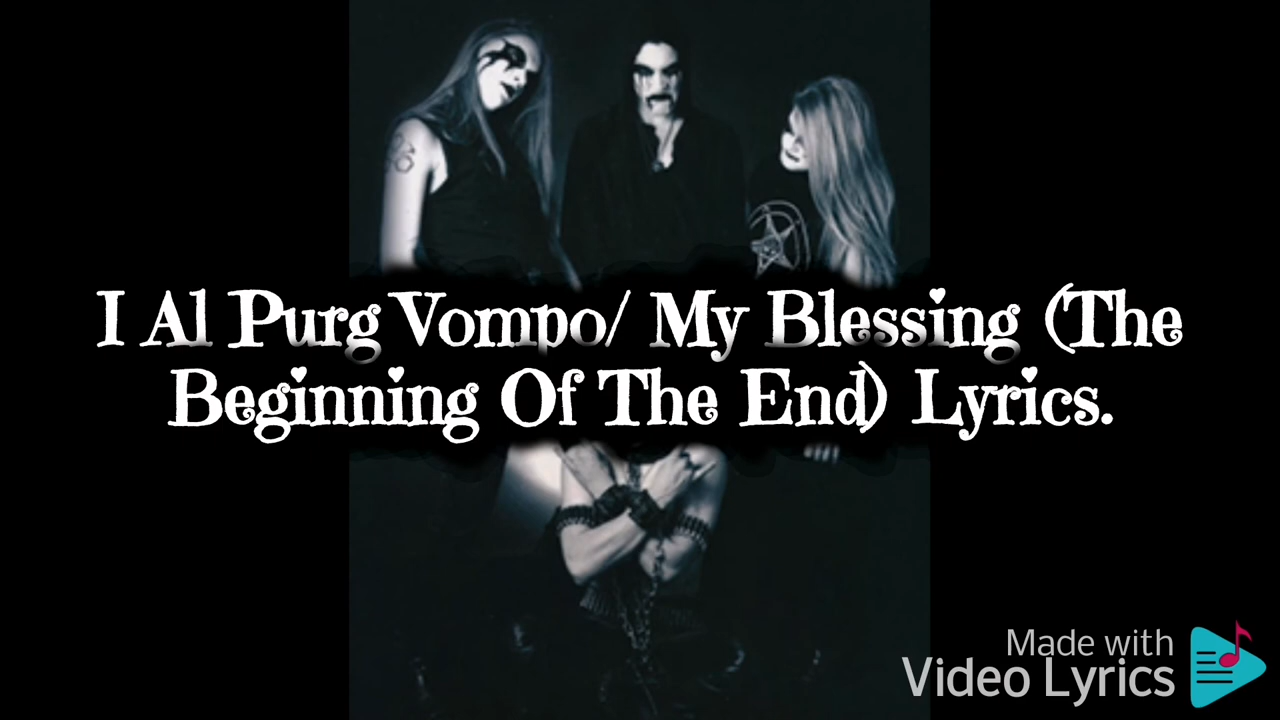 I Al Purg Vompo/ My Blessing (The
Beginning Of The End) Lyrics.
Made with
Video Lyrics